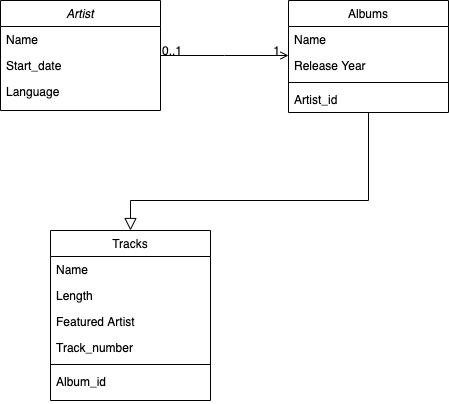 Artist
Name
Start_date
Language
0..1
1
Albums
Name
Release Year
Artist_id
Tracks
Name
Length
Featured Artist
Track_number
Album_id